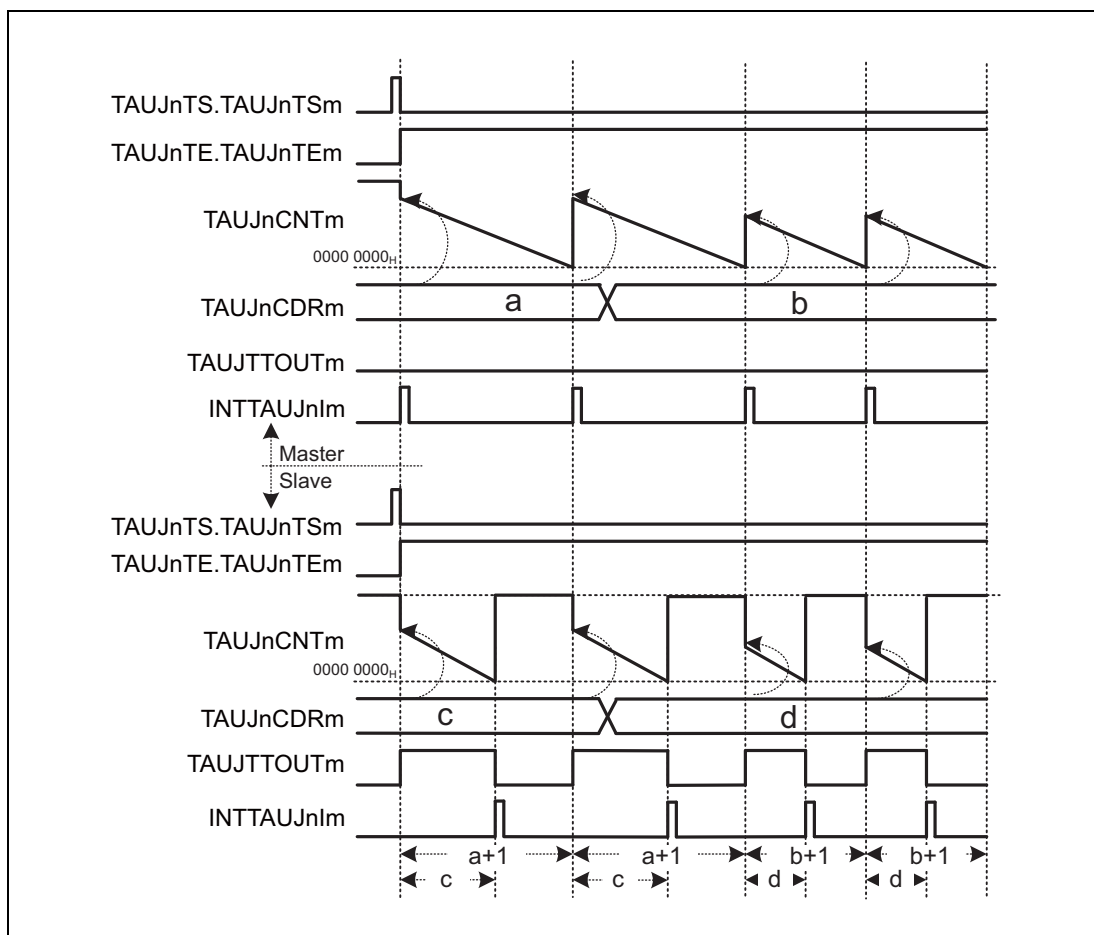 TAUJnTS.TAUJnTSm
TAUJnTE.TAUJnTEm
TAUJnCNTm
0000 0000H
TAUJnCDRm
a
b
TAUJTTOUTm
INTTAUJnIm
Master
Slave
TAUJnTS.TAUJnTSm
TAUJnTE.TAUJnTEm
TAUJnCNTm
0000 0000H
TAUJnCDRm
c
d
TAUJTTOUTm
INTTAUJnIm
a+1 a+1 b+1 b+1
c c d d